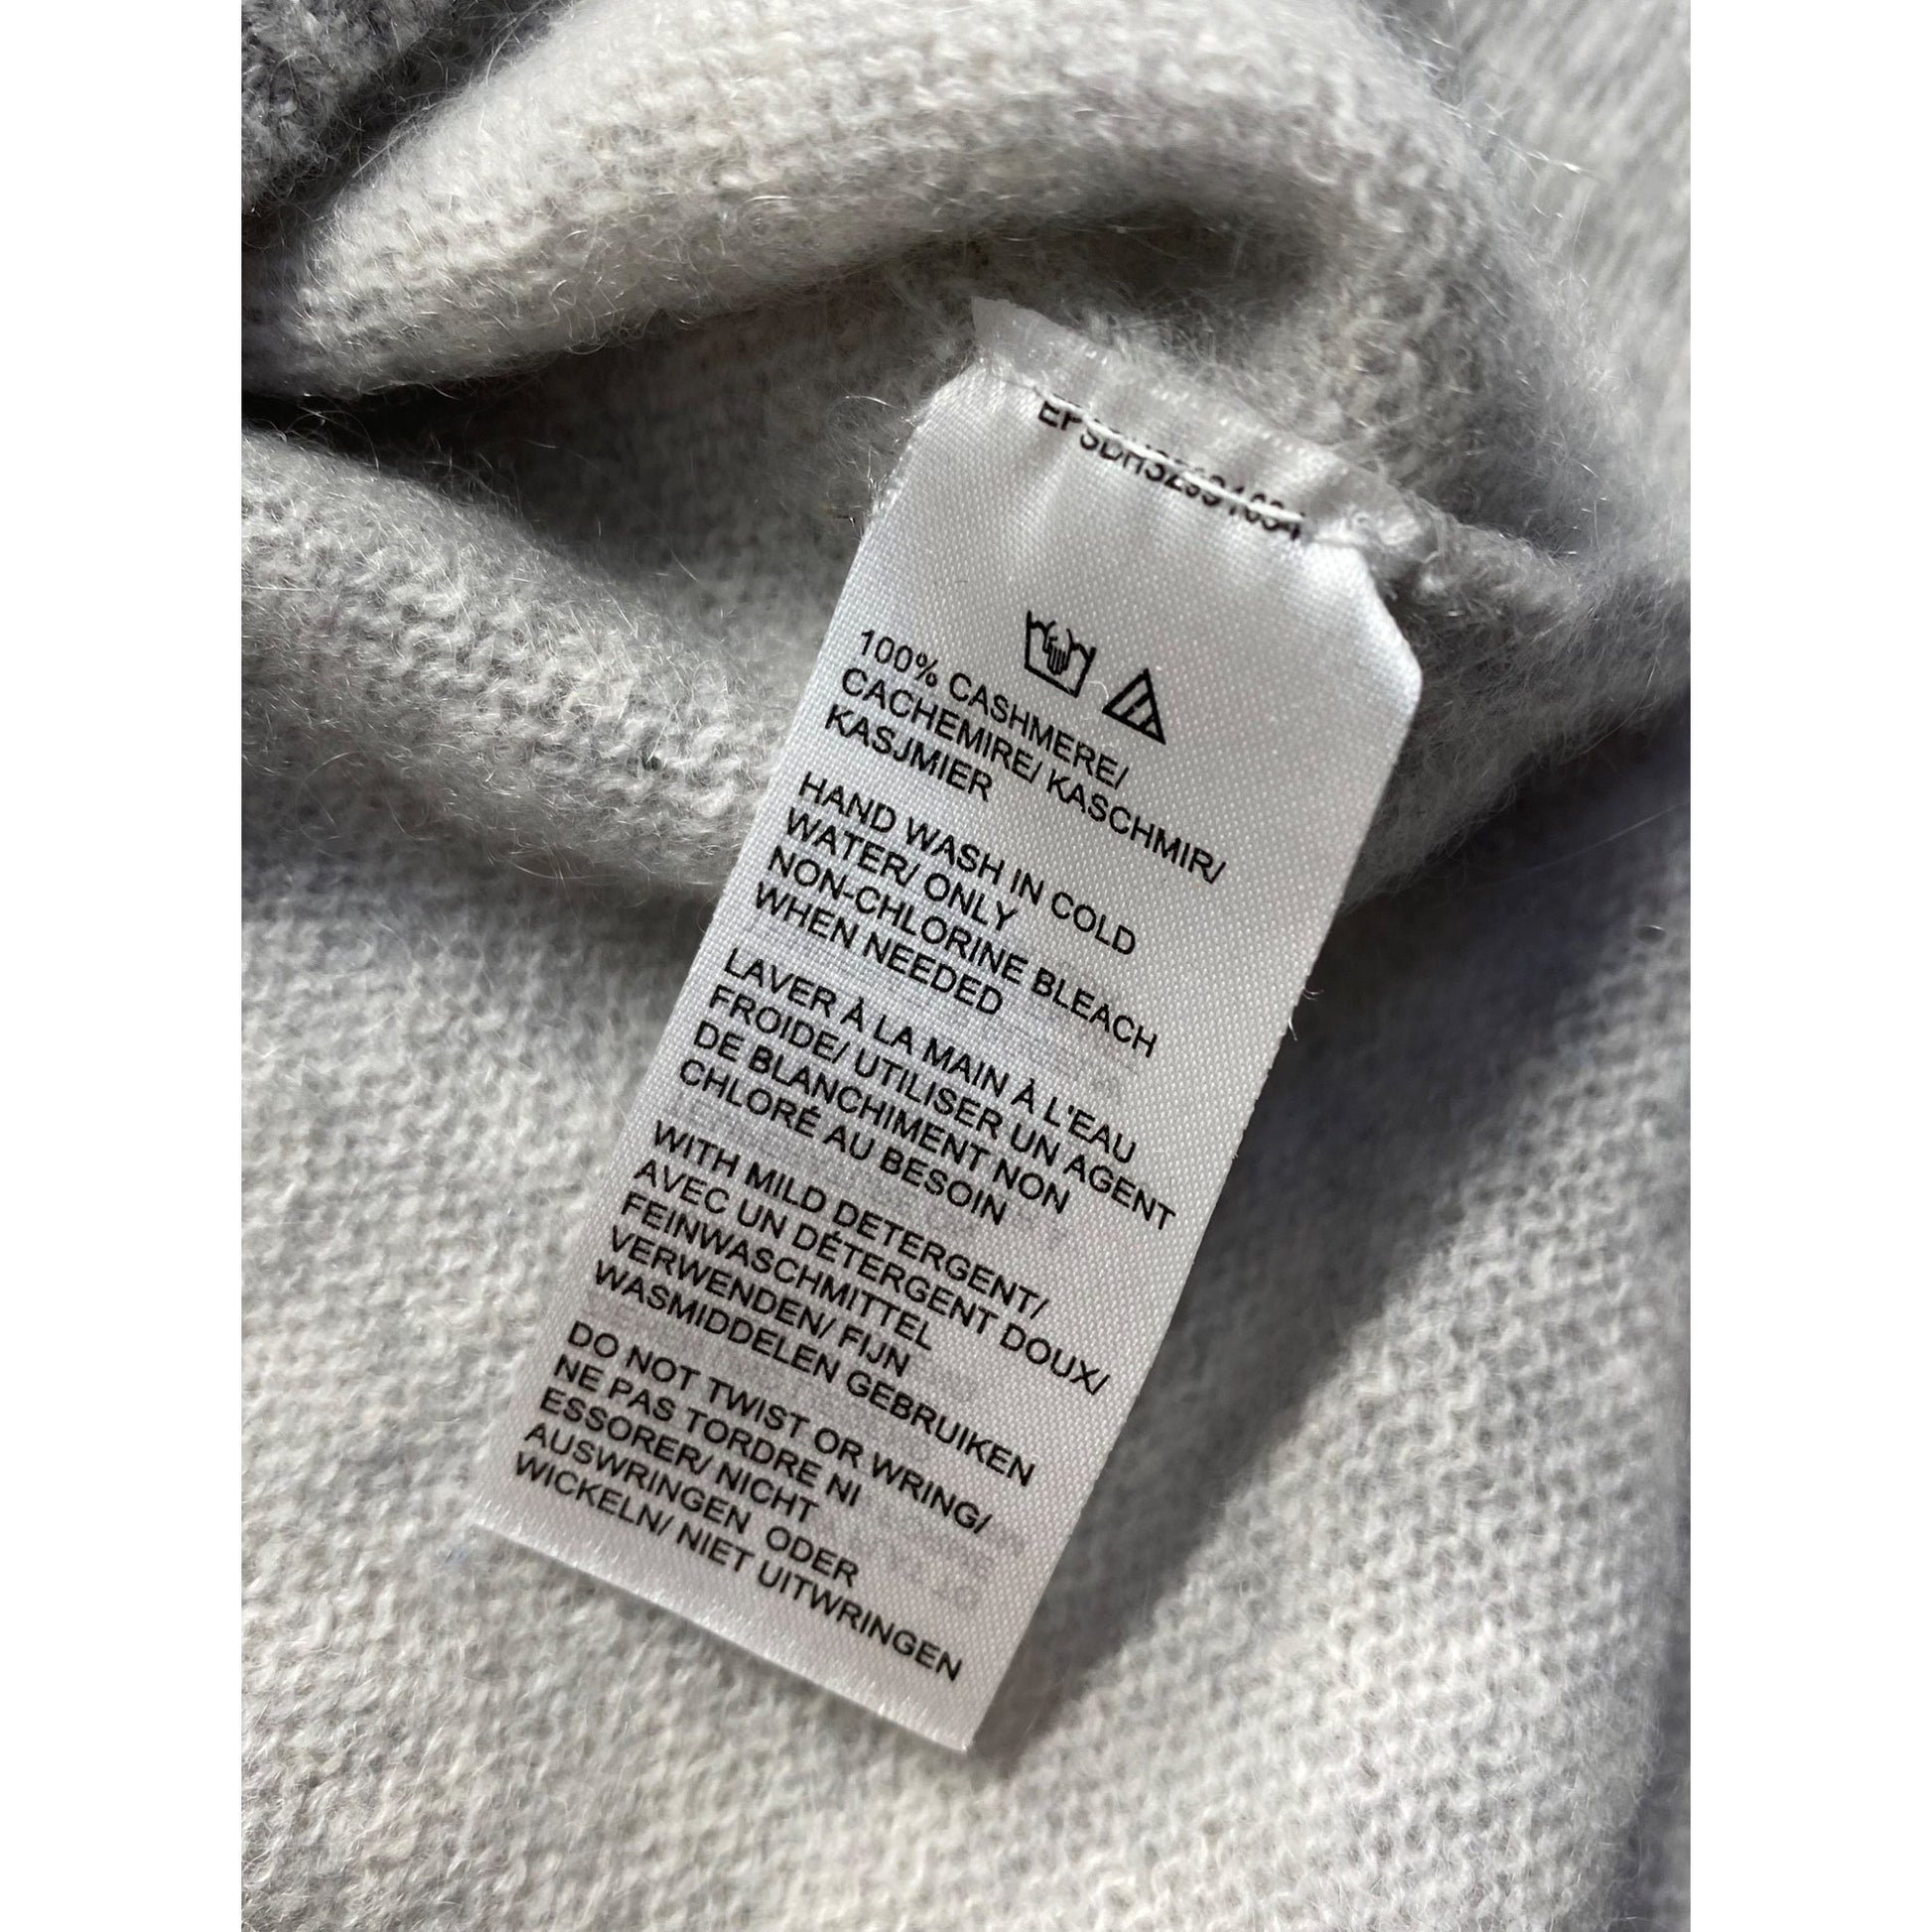 100% CASHMERE/
CACHEMIRE/ KASCHMIR/
KASJMIER
HAND WASH IN COLD
WATER/ ONLY
NON-CHLORINE BLEACH
WHEN NEEDED
LAVER À LA MAIN À L'EAU
FROIDE/ UTILISER UN AGENT
DE BLANCHIMENT NON
CHLORÉ AU BESOIN
WITH MILD DETERGENT/
AVEC UN DÉTERGENT DOUX/
FEINWASCHMITTEL
VERWENDEN/ FIJN
WASMIDDELEN GEBRUIKEN
DO NOT TWIST OR WRING/
NE PAS TORDRE NI
ESSORER/ NICHT
AUSWRINGEN ODER
WICKELN/ NIET UITWRINGEN